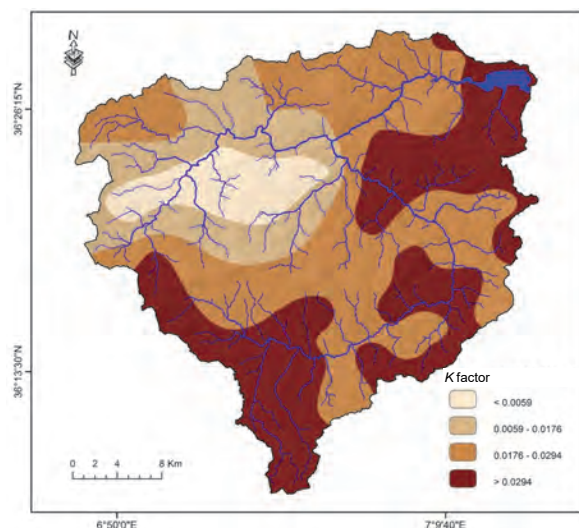 N
36°26'15"N
36°13'30"N
K factor
< 0.0059
0.0059 - 0.0176
0.0176 - 0.0294
> 0.0294
0 2 4 8 Km
6°50'0"E 7°9'40"E